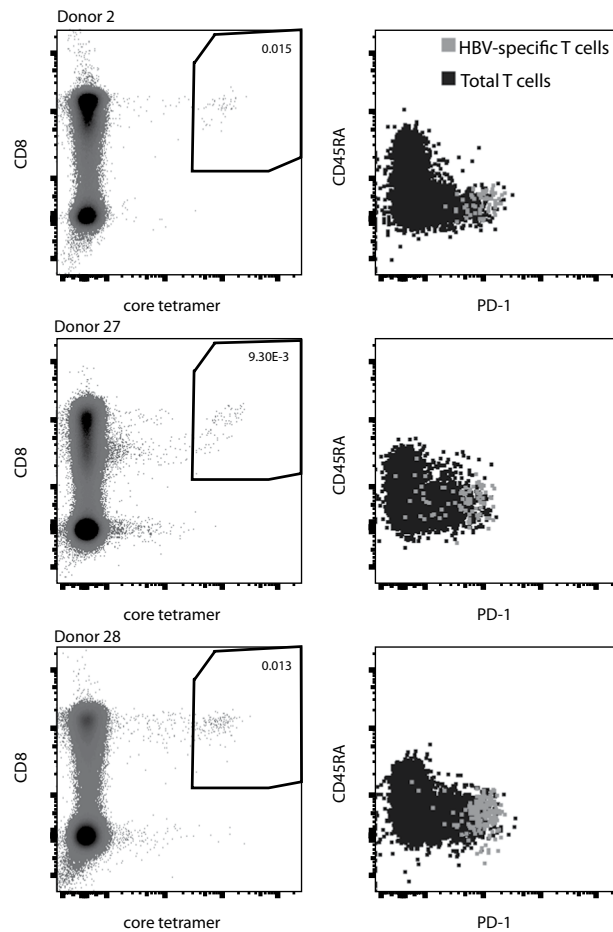 Donor 2
0.015
CD8
core tetramer
HBV-specific T cells
Total T cells
CD45RA
PD-1
Donor 27
9.30E-3
CD8
core tetramer
CD45RA
PD-1
Donor 28
0.013
CD8
core tetramer
CD45RA
PD-1